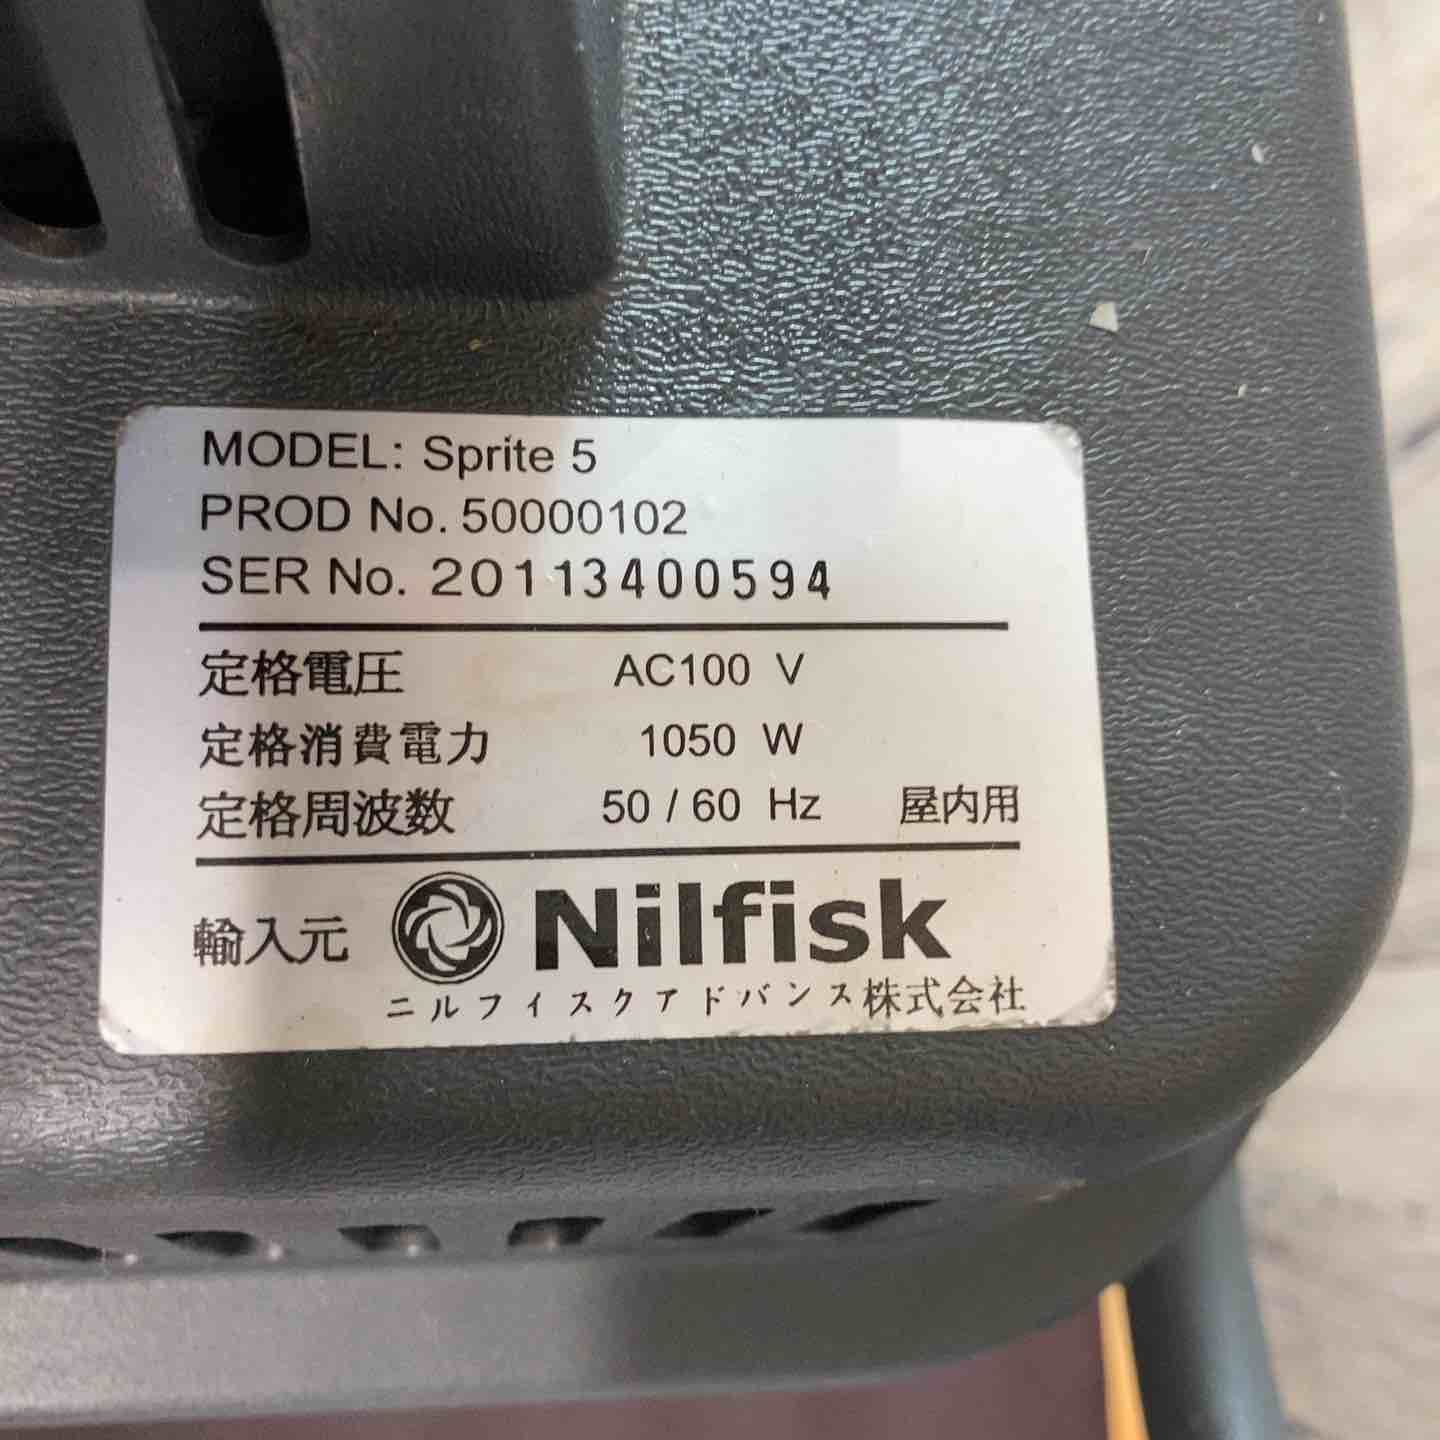 MODEL: Sprite 5
PROD No. 50000102
SER No. 20113400594
定格電圧 AC100 V
定格消費電力 1050 W
定格周波数 50 / 60 Hz 屋内用
輸入元 Nilfisk
ニルフィスクアドバンス株式会社